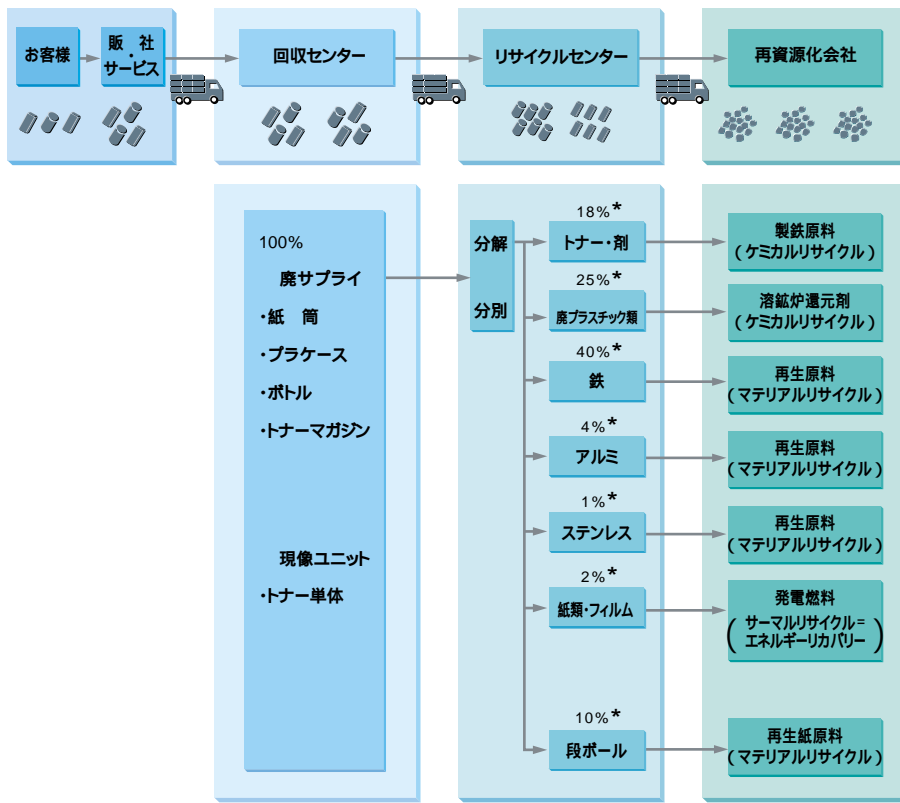 お客様
販 社
・
サービス
回収センター
リサイクルセンター
再資源化会社
100%
廃サプライ
・紙 筒
・プラケース
・ボトル
・トナーマガジン
現像ユニット
・トナー単体
分解
分別
18%*
トナー・剤
25%*
廃プラスチック類
40%*
鉄
4%*
アルミ
1%*
ステンレス
2%*
紙類・フィルム
10%*
段ボール
製鉄原料
(ケミカルリサイクル)
溶鉱炉還元剤
(ケミカルリサイクル)
再生原料
(マテリアルリサイクル)
再生原料
(マテリアルリサイクル)
再生原料
(マテリアルリサイクル)
発電燃料
(サーマルリサイクル=
エネルギーリカバリー)
再生紙原料
(マテリアルリサイクル)